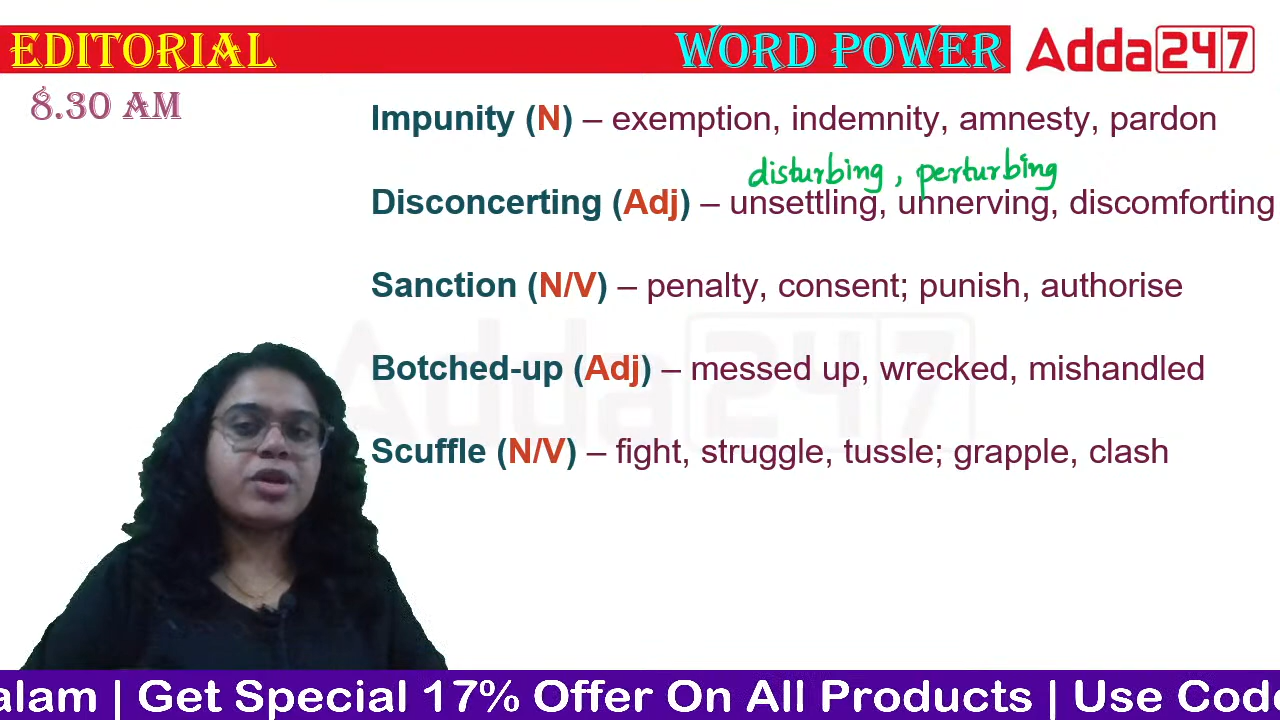 EDITORIAL WORD POWER Adda247
8.30 AM
Impunity (N) – exemption, indemnity, amnesty, pardon
disturbing, perturbing
Disconcerting (Adj) – unsettling, unnerving, discomforting
Sanction (N/V) – penalty, consent; punish, authorise
Adda247
Botched-up (Adj) – messed up, wrecked, mishandled
Scuffle (N/V) – fight, struggle, tussle; grapple, clash
alam | Get Special 17% Offer On All Products | Use Code